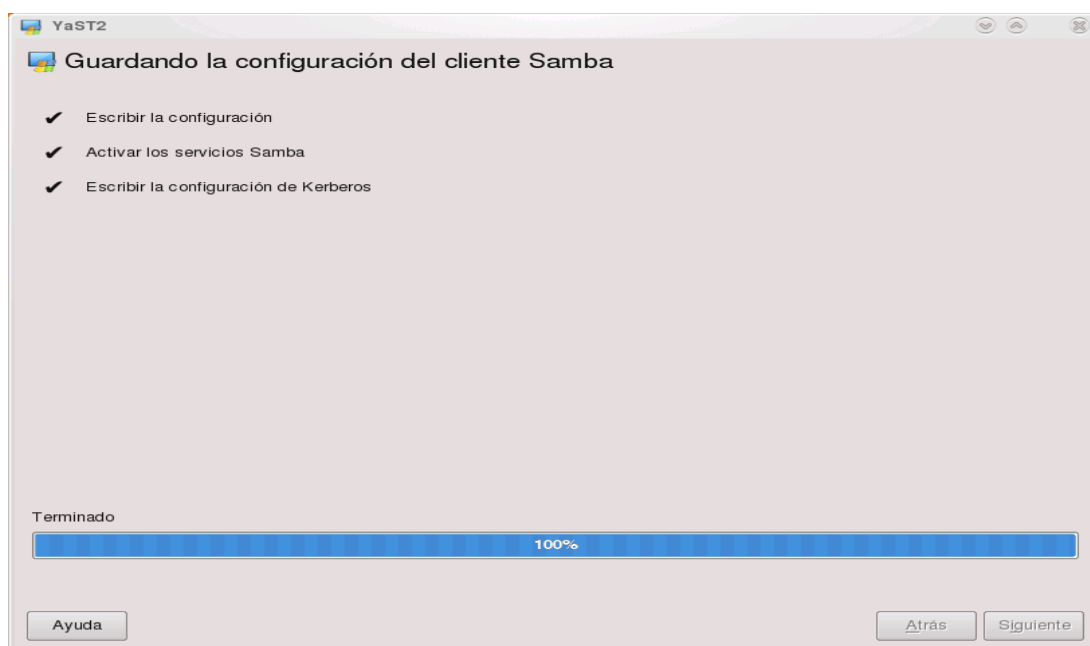 YaST2
Guardando la configuración del cliente Samba
✔ Escribir la configuración
✔ Activar los servicios Samba
✔ Escribir la configuración de Kerberos
Terminado
100%
Ayuda
Atrás
Siguiente